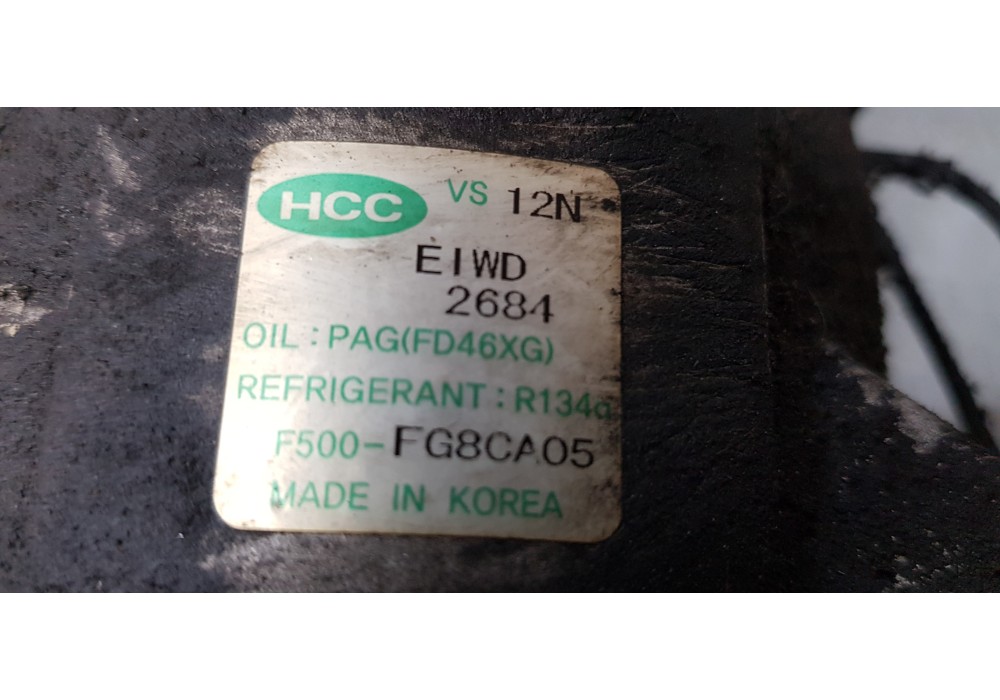 HCC VS 12N
EIWD
2684
OIL : PAG(FD46XG)
REFRIGERANT : R134a
F500-FG8CA05
MADE IN KOREA